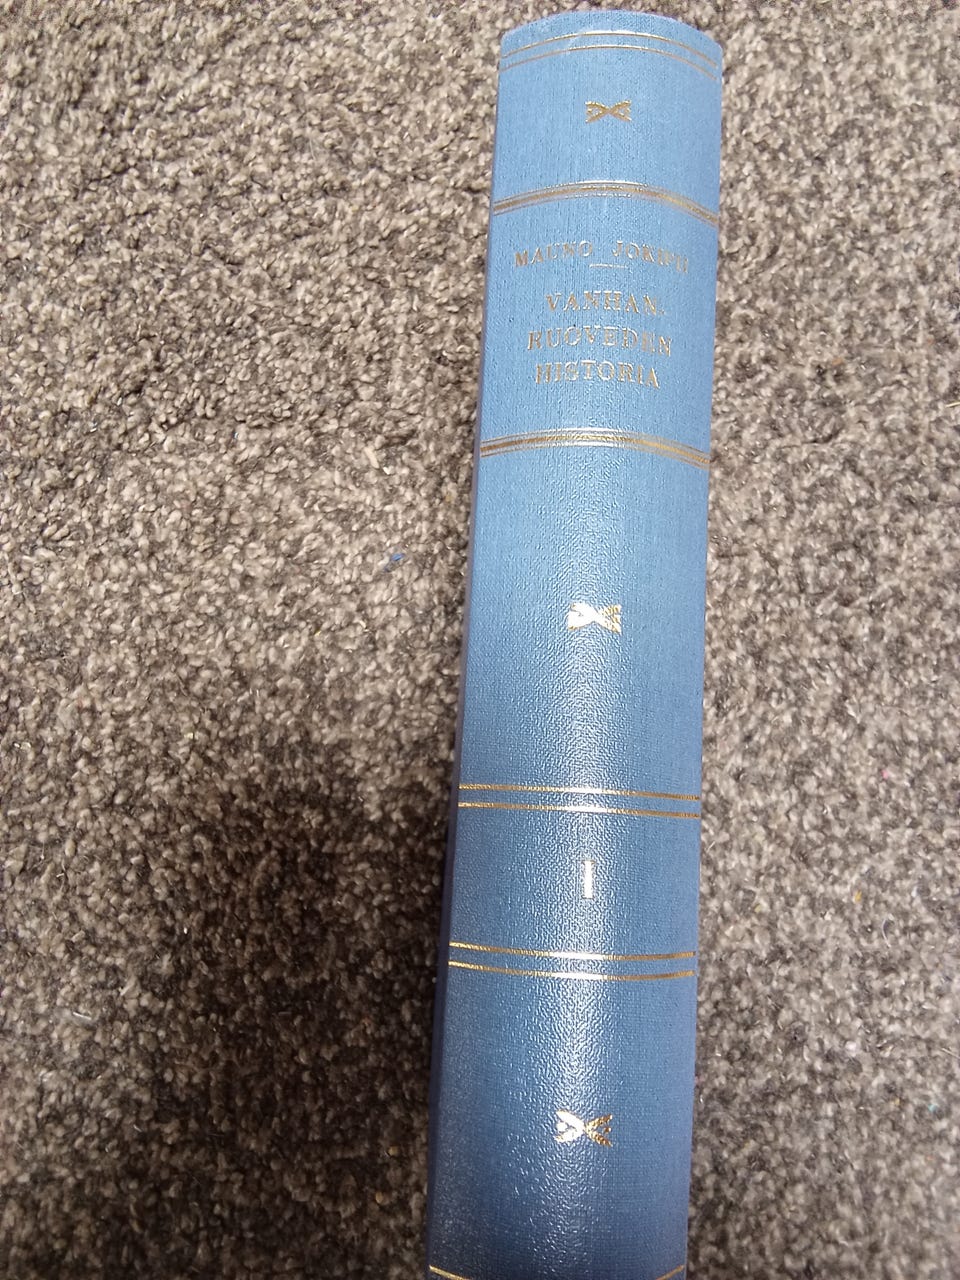 MAUNO JOKIPII
VANHAN-
RUOVEDEN
HISTORIA
I